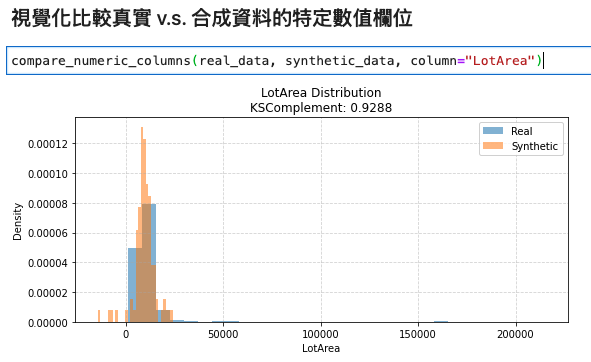 視覺化比較真實 v.s. 合成資料的特定數值欄位
compare_numeric_columns(real_data, synthetic_data, column="LotArea")
LotArea Distribution
KSComplement: 0.9288
Real
Synthetic
0.00012
0.00010
0.00008
0.00006
0.00004
0.00002
0.00000
Density
0
50000
100000
150000
200000
LotArea